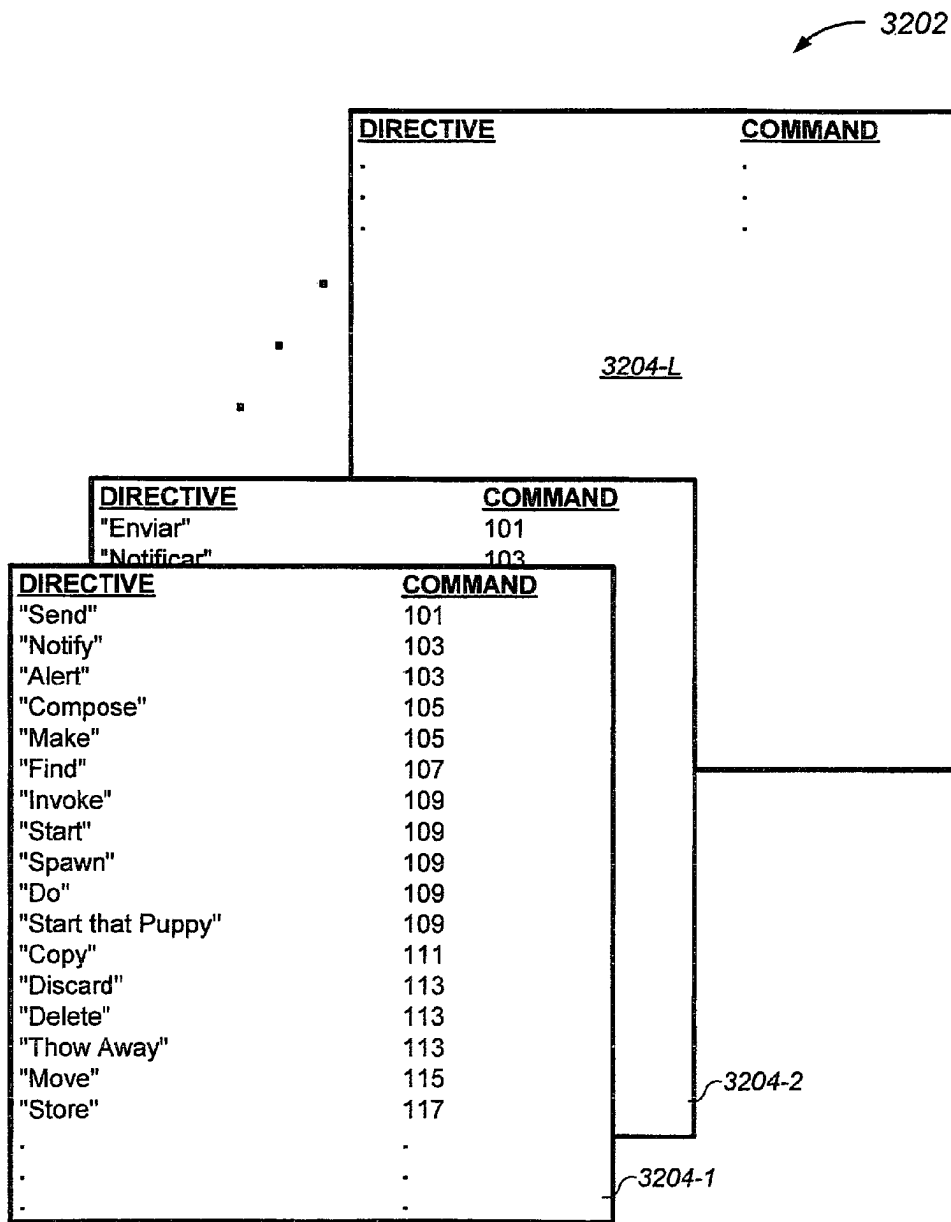 3202
DIRECTIVE COMMAND
. .
. .
. .
3204-L
DIRECTIVE COMMAND
"Enviar" 101
"Notificar" 103
DIRECTIVE COMMAND
"Send" 101
"Notify" 103
"Alert" 103
"Compose" 105
"Make" 105
"Find" 107
"Invoke" 109
"Start" 109
"Spawn" 109
"Do" 109
"Start that Puppy" 109
"Copy" 111
"Discard" 113
"Delete" 113
"Thow Away" 113
"Move" 115
"Store" 117
. .
. .
. .
3204-2
3204-1